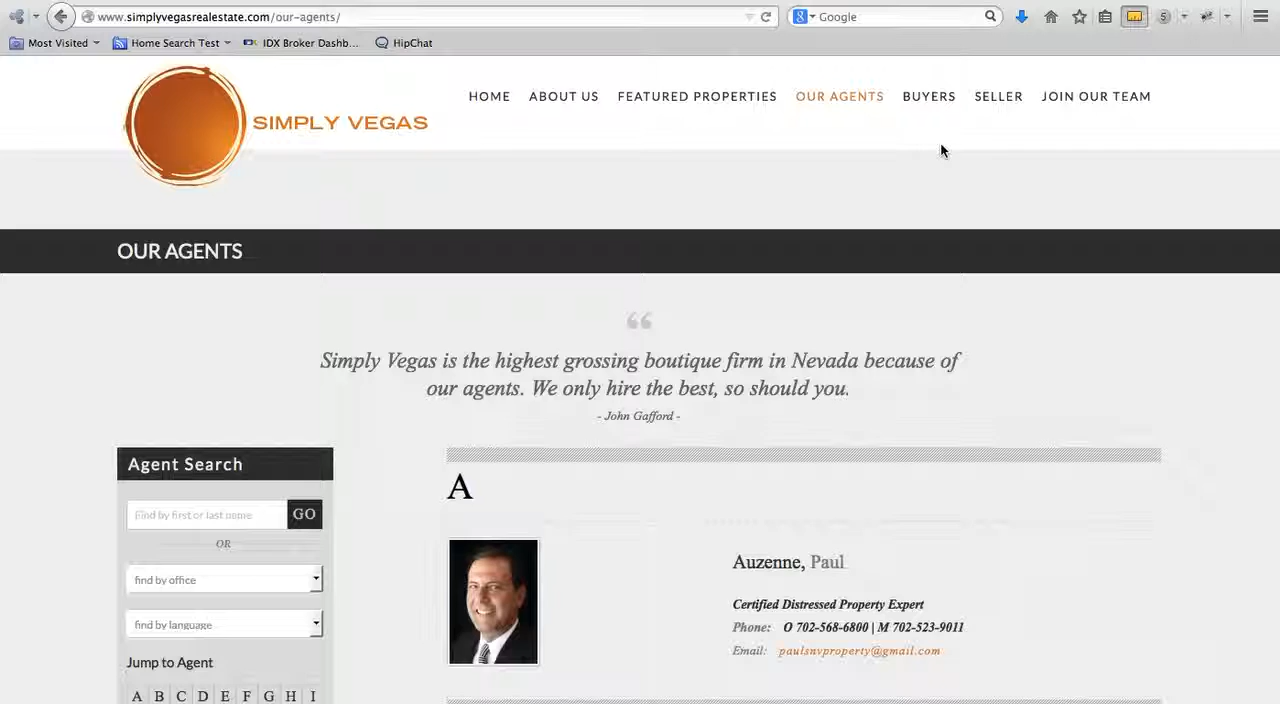 www.simplyvegasrealestate.com/our-agents/
Google
Most Visited
Home Search Test
IDX Broker Dashb...
HipChat
SIMPLY VEGAS
HOME
ABOUT US
FEATURED PROPERTIES
OUR AGENTS
BUYERS
SELLER
JOIN OUR TEAM
OUR AGENTS
“
Simply Vegas is the highest grossing boutique firm in Nevada because of
our agents. We only hire the best, so should you.
- John Gafford -
Agent Search
Find by first or last name
GO
OR
find by office
find by language
Jump to Agent
A B C D E F G H I
A
Auzenne, Paul
Certified Distressed Property Expert
Phone: O 702-568-6800 | M 702-523-9011
Email: paulsnvproperty@gmail.com